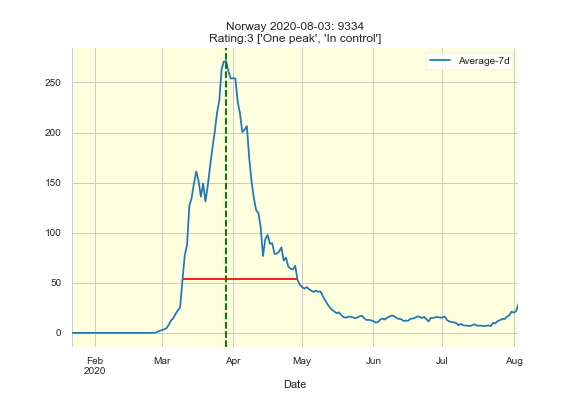 Norway 2020-08-03: 9334
Rating:3 ['One peak', 'In control']
Average-7d
250
200
150
100
50
0
Feb
2020
Mar
Apr
May
Jun
Jul
Aug
Date